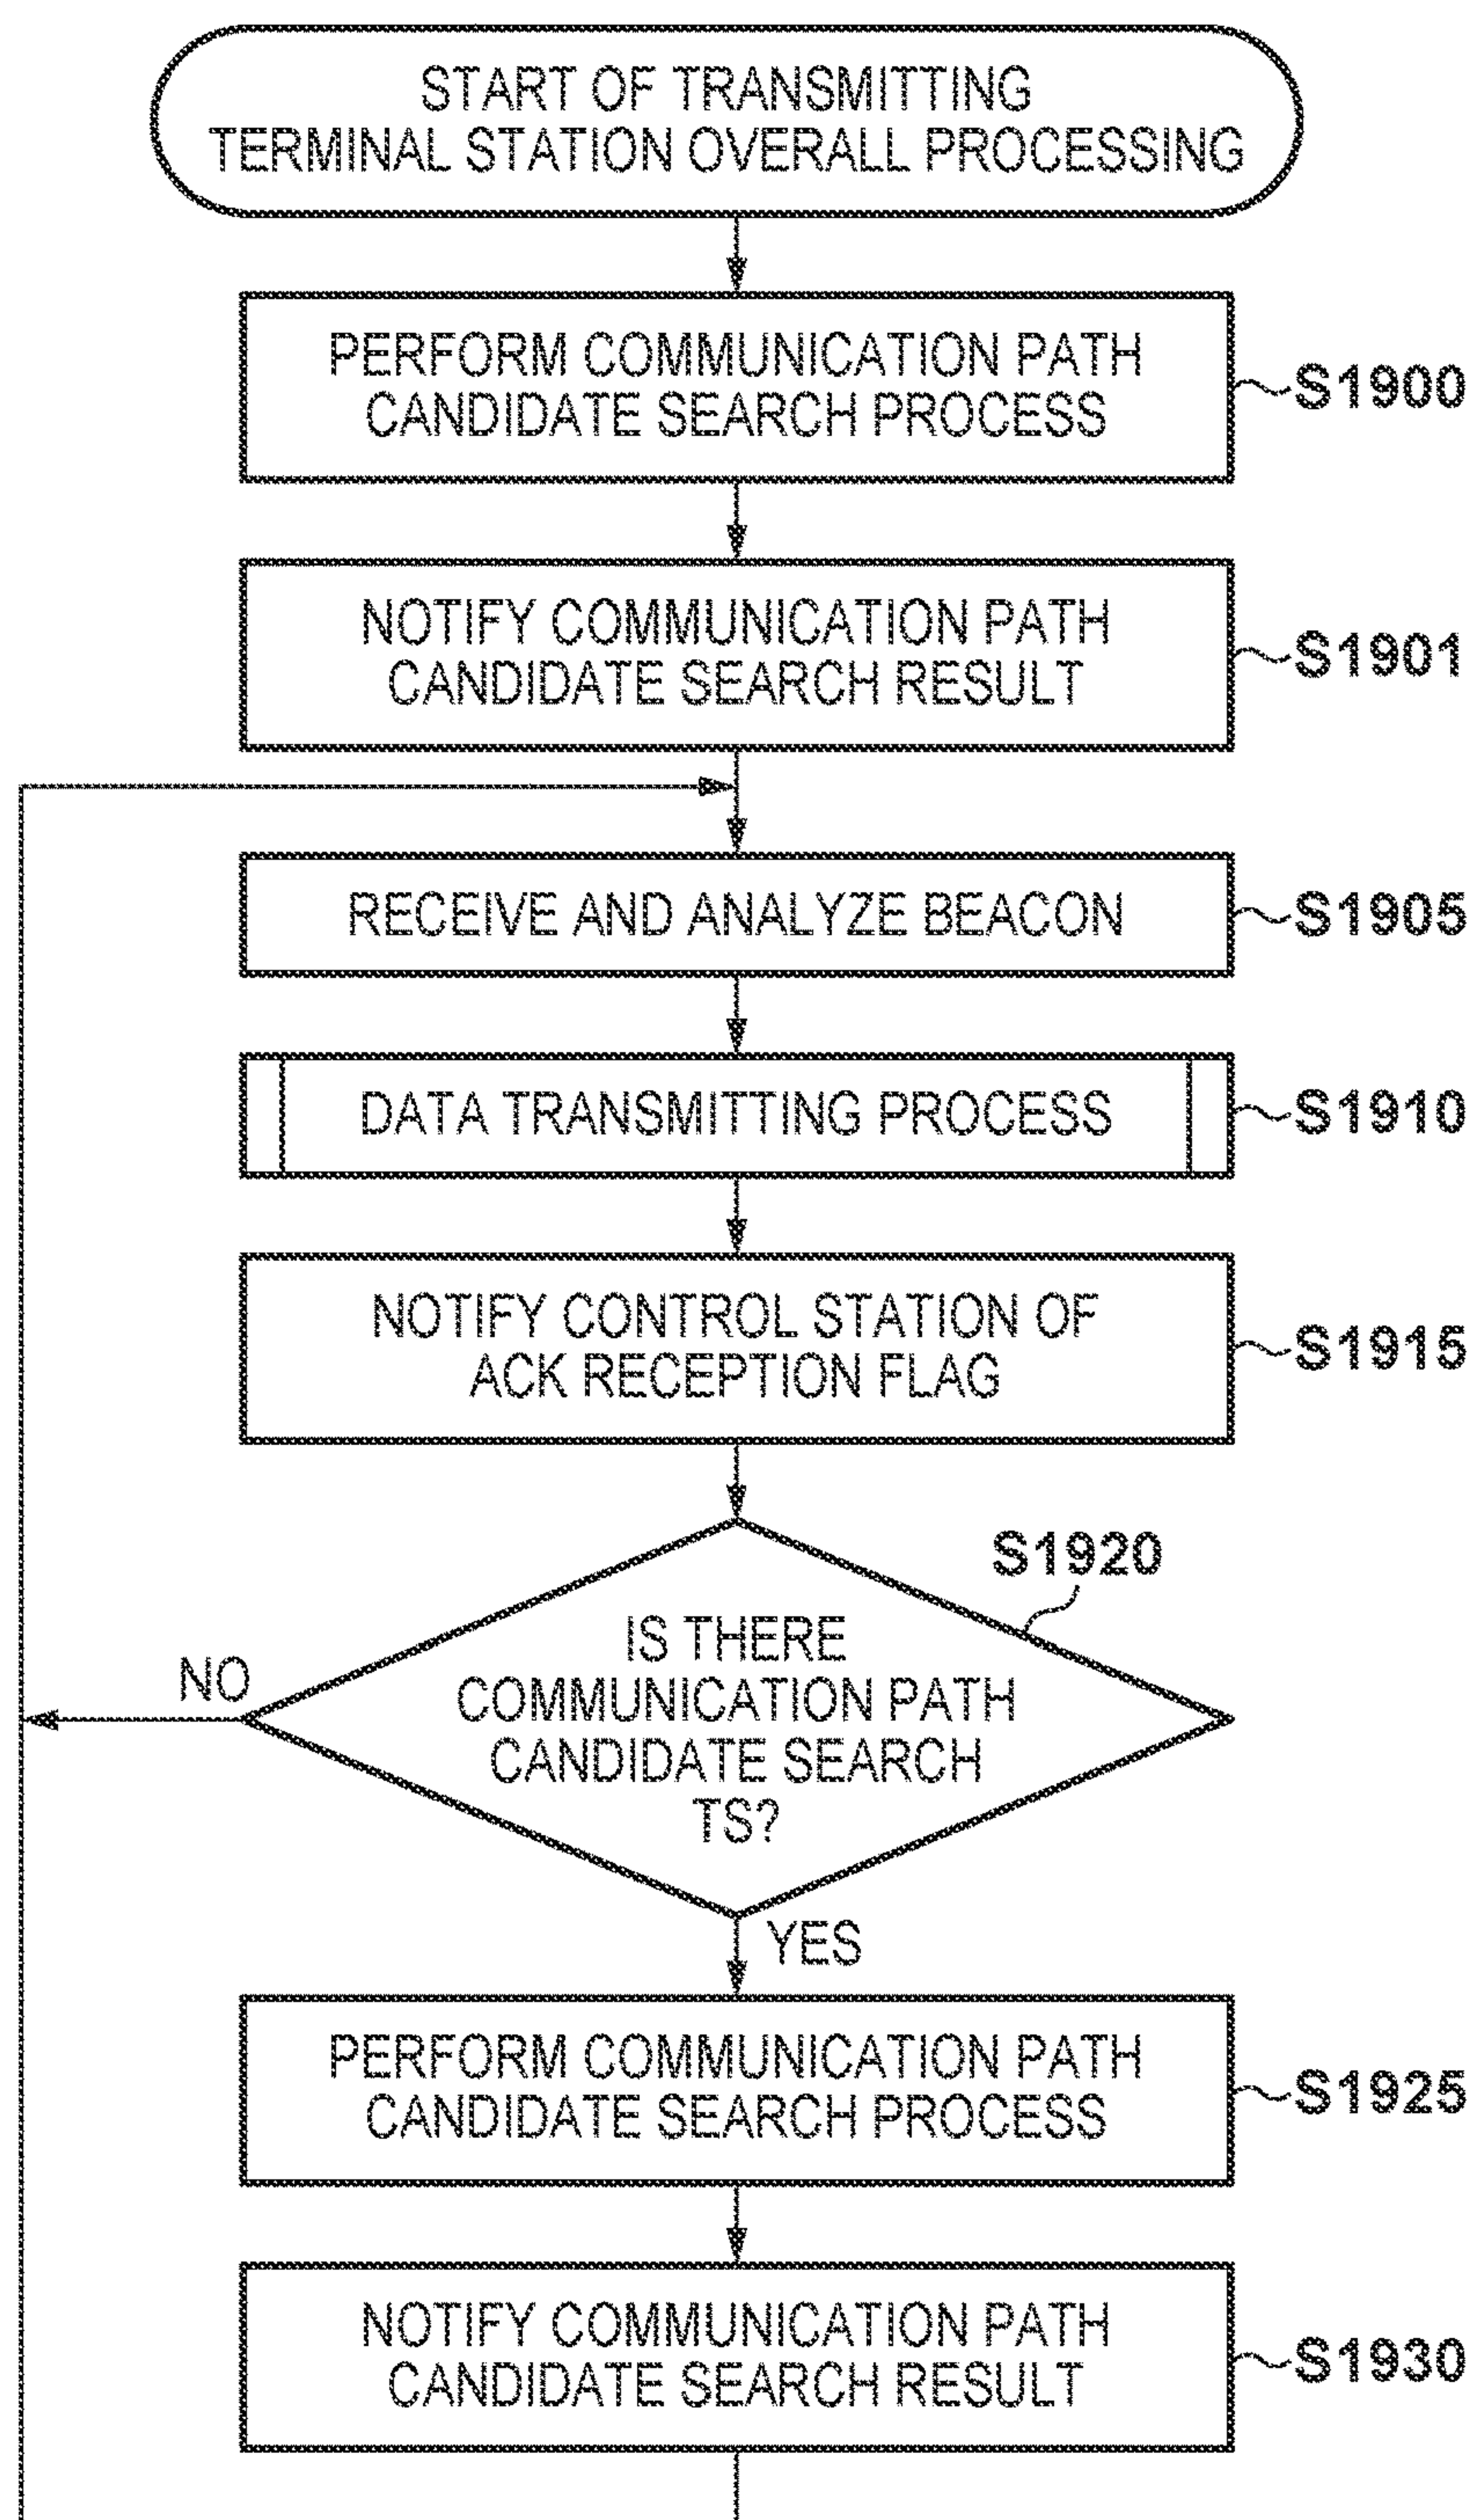 START OF TRANSMITTING
TERMINAL STATION OVERALL PROCESSING
PERFORM COMMUNICATION PATH
CANDIDATE SEARCH PROCESS
S1900
NOTIFY COMMUNICATION PATH
CANDIDATE SEARCH RESULT
S1901
RECEIVE AND ANALYZE BEACON
S1905
DATA TRANSMITTING PROCESS
S1910
NOTIFY CONTROL STATION OF
ACK RECEPTION FLAG
S1915
S1920
IS THERE
COMMUNICATION PATH
CANDIDATE SEARCH
TS?
NO
YES
PERFORM COMMUNICATION PATH
CANDIDATE SEARCH PROCESS
S1925
NOTIFY COMMUNICATION PATH
CANDIDATE SEARCH RESULT
S1930